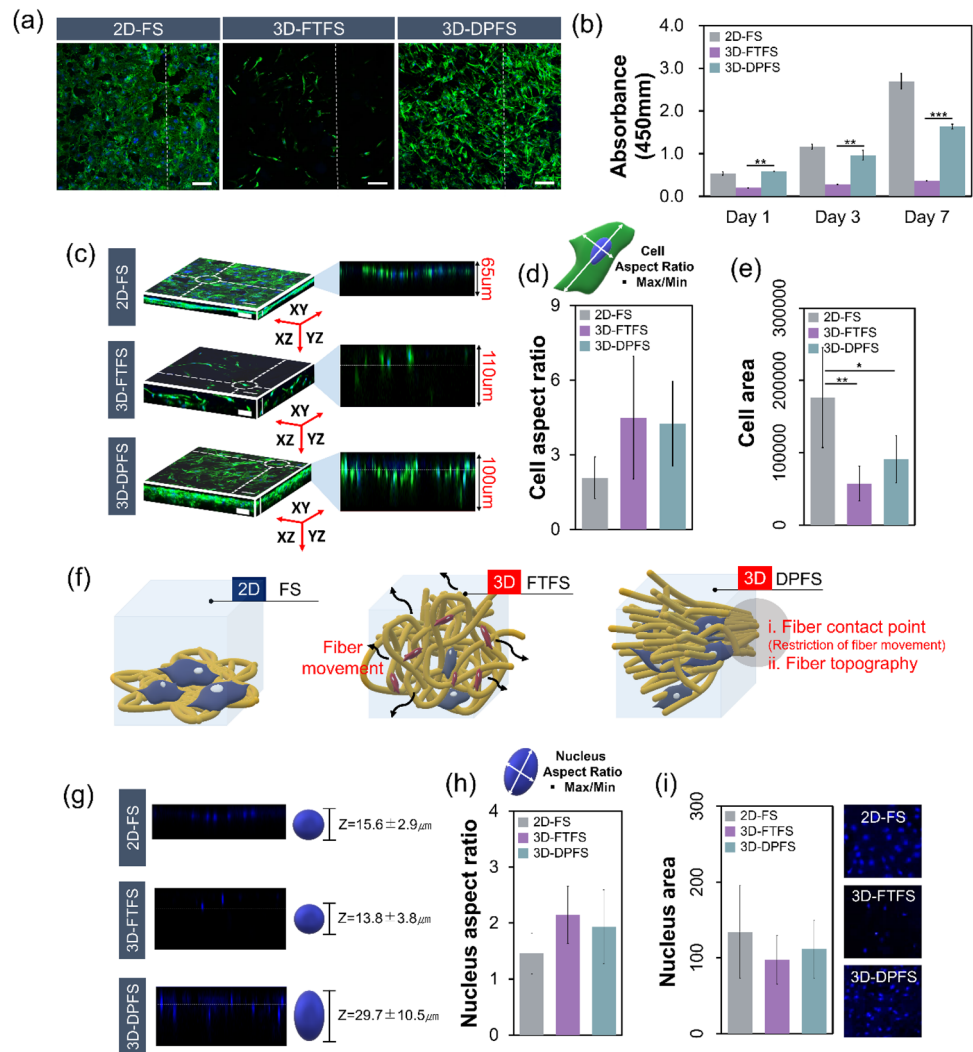 (a)
2D-FS
3D-FTFS
3D-DPFS
(b)
4.0
3.0
2.0
1.0
0.0
Absorbance
(450mm)
2D-FS
3D-FTFS
3D-DPFS
**
**
***
Day 1
Day 3
Day 7
(c)
2D-FS
XY
XZ
YZ
65um
3D-FTFS
XY
XZ
YZ
110um
3D-DPFS
XY
XZ
YZ
100um
(d)
Cell
Aspect Ratio
▪ Max/Min
Cell aspect ratio
9
6
3
0
2D-FS
3D-FTFS
3D-DPFS
(e)
Cell area
300000
200000
100000
0
2D-FS
3D-FTFS
3D-DPFS
*
**
(f)
2D FS
3D FTFS
Fiber
movement
3D DPFS
i. Fiber contact point
(Restriction of fiber movement)
ii. Fiber topography
(g)
2D-FS
Z=15.6±2.9㎛
3D-FTFS
Z=13.8±3.8㎛
3D-DPFS
Z=29.7±10.5㎛
(h)
Nucleus
Aspect Ratio
▪ Max/Min
Nucleus aspect ratio
4
3
2
1
0
2D-FS
3D-FTFS
3D-DPFS
(i)
Nucleus area
300
200
100
0
2D-FS
3D-FTFS
3D-DPFS
2D-FS
3D-FTFS
3D-DPFS